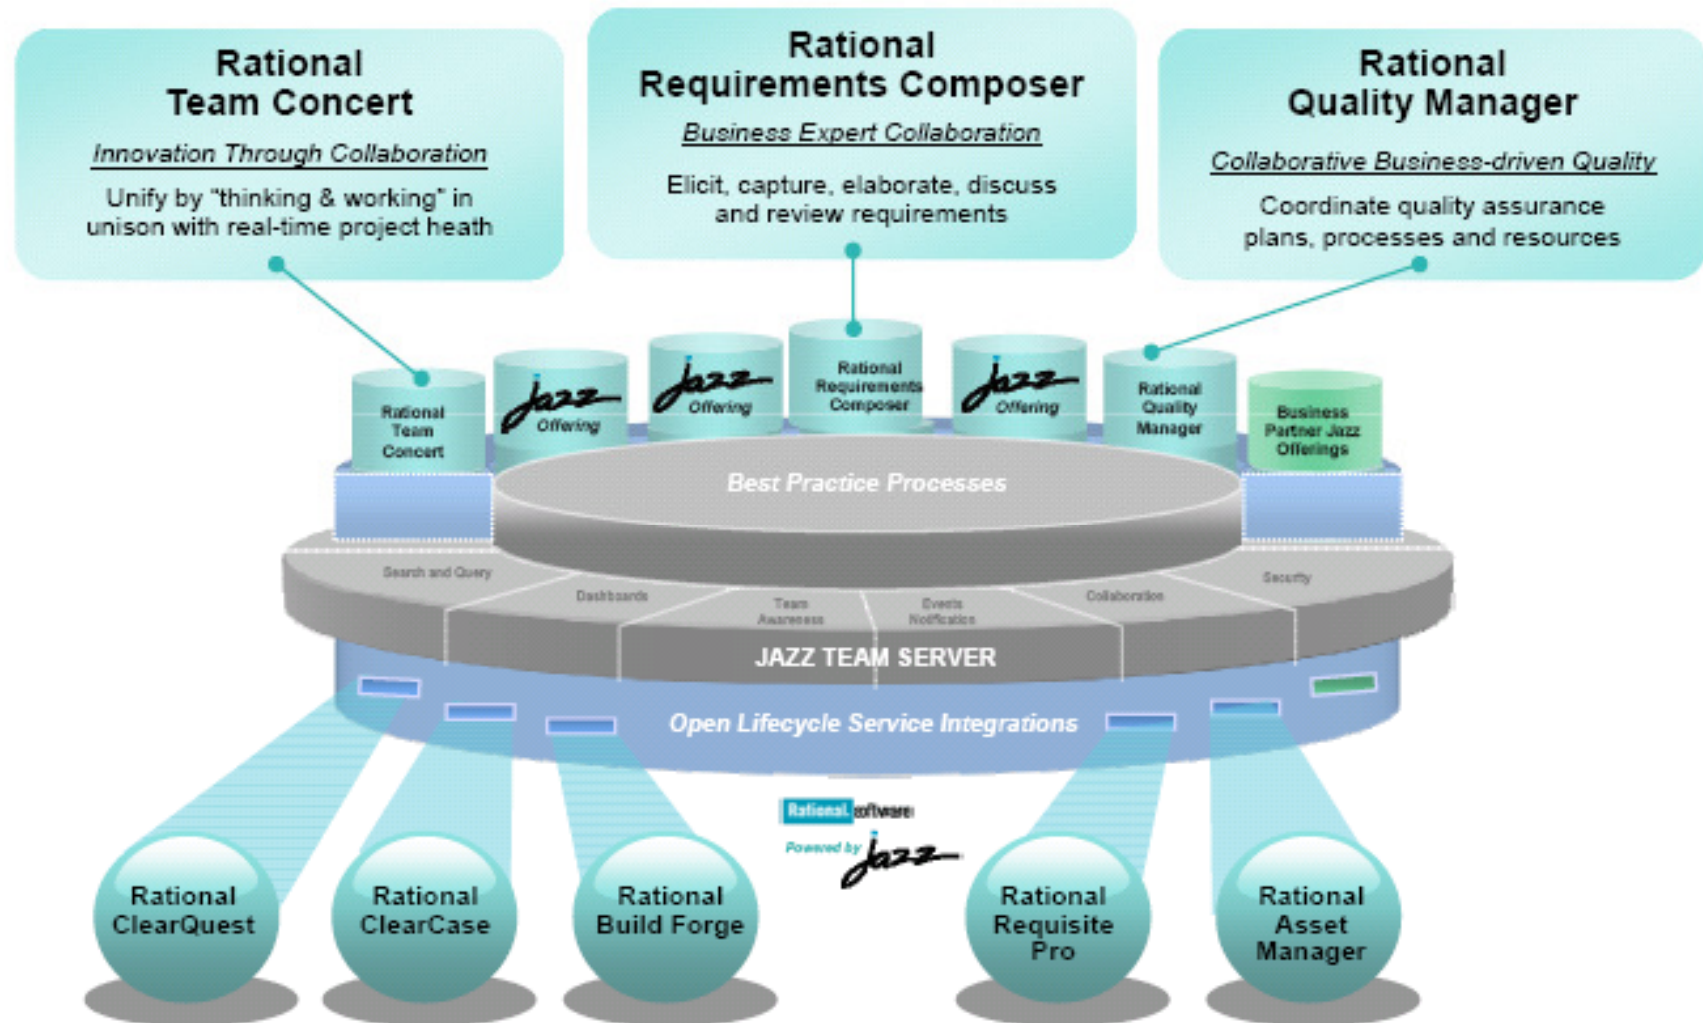 Rational
Team Concert
Innovation Through Collaboration
Unify by "thinking & working" in
unison with real-time project heath
Rational
Requirements Composer
Business Expert Collaboration
Elicit, capture, elaborate, discuss
and review requirements
Rational
Quality Manager
Collaborative Business-driven Quality
Coordinate quality assurance
plans, processes and resources
Rational
Team
Concert
Jazz
Offering
Jazz
Offering
Rational
Requirements
Composer
Jazz
Offering
Rational
Quality
Manager
Business
Partner Jazz
Offerings
Best Practice Processes
Search and Query
Dashboards
Team
Awareness
Events
Notification
Collaboration
Security
JAZZ TEAM SERVER
Open Lifecycle Service Integrations
Rational. software
Powered by
Jazz
Rational
ClearQuest
Rational
ClearCase
Rational
Build Forge
Rational
Requisite
Pro
Rational
Asset
Manager